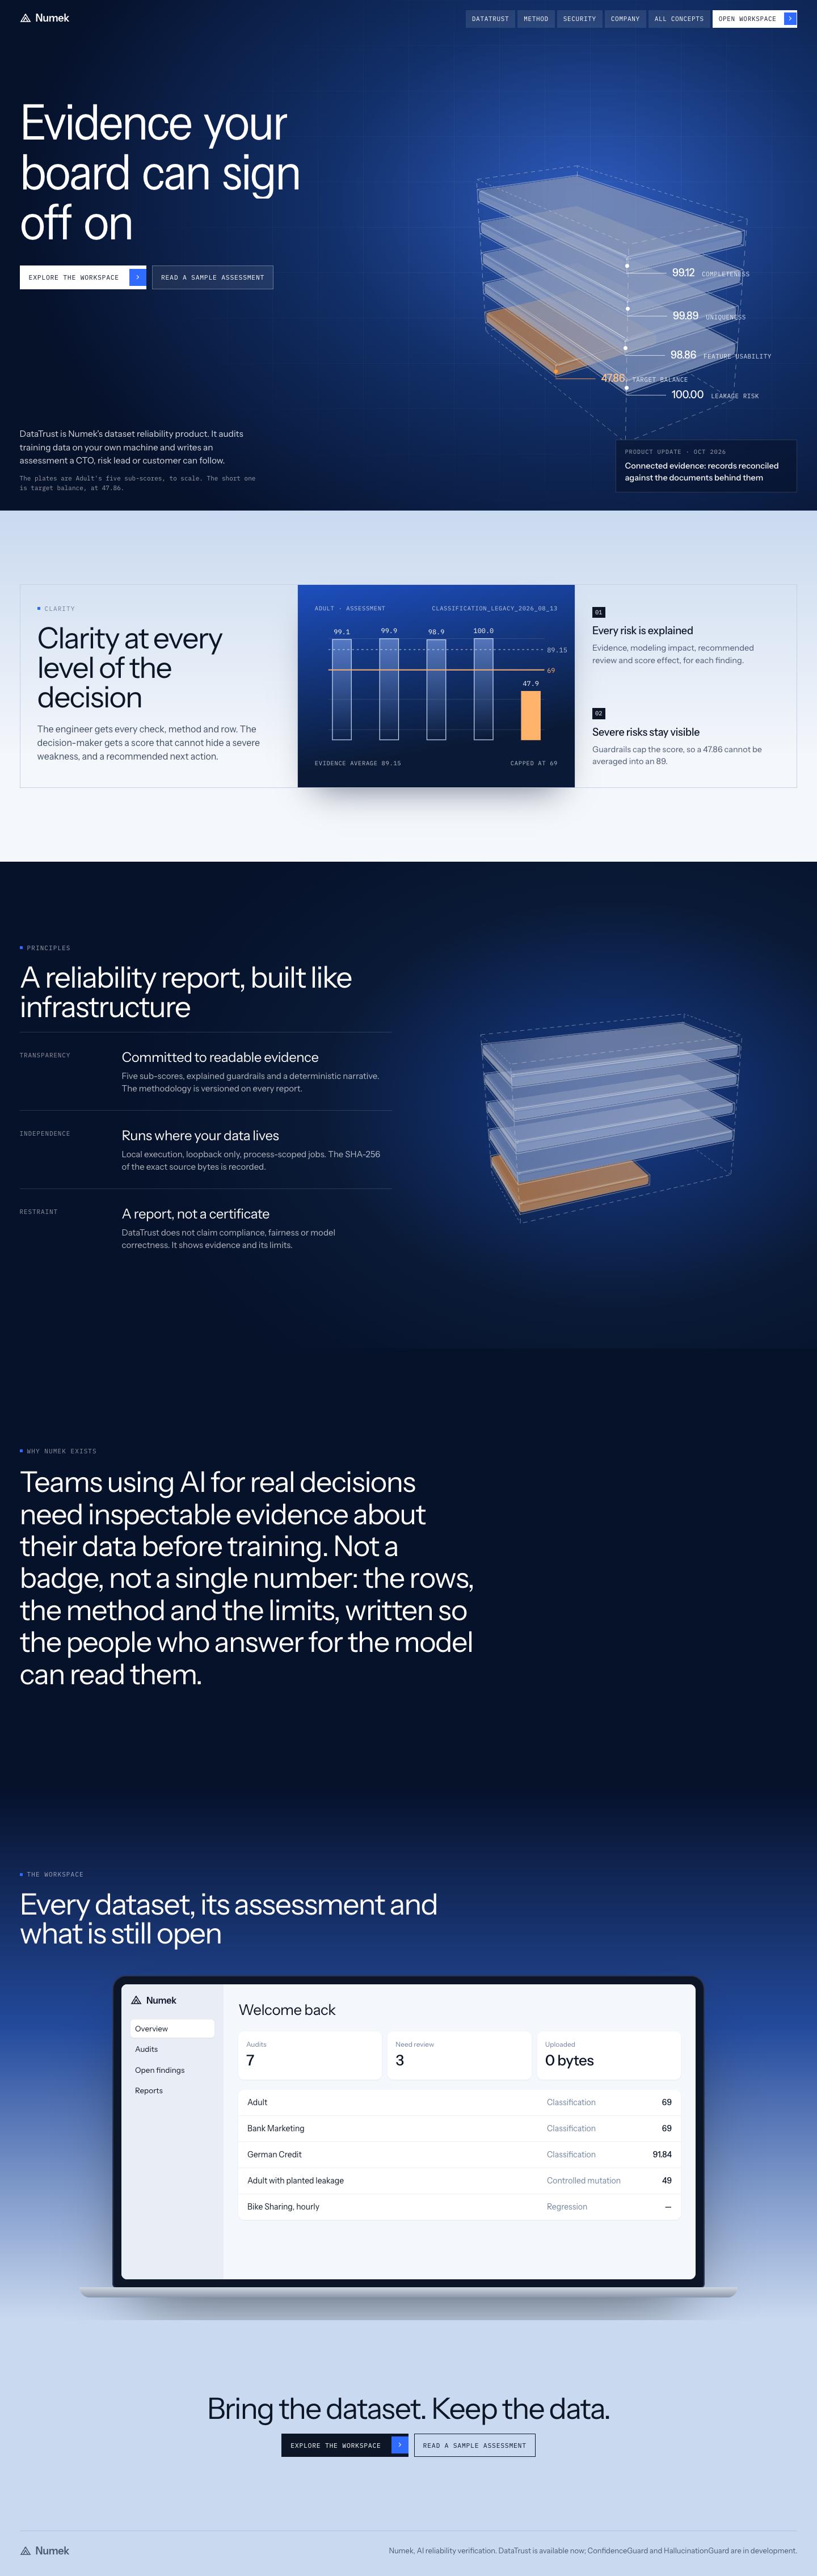 Numek
DATATRUST
METHOD
SECURITY
COMPANY
ALL CONCEPTS
OPEN WORKSPACE
Evidence your
board can sign
off on
EXPLORE THE WORKSPACE
READ A SAMPLE ASSESSMENT
99.12 COMPLETENESS
99.89 UNIQUENESS
98.86 FEATURE USABILITY
47.86 TARGET BALANCE
100.00 LEAKAGE RISK
DataTrust is Numek's dataset reliability product. It audits
training data on your own machine and writes an
assessment a CTO, risk lead or customer can follow.
The plates are Adult's five sub-scores, to scale. The short one
is target balance, at 47.86.
PRODUCT UPDATE · OCT 2026
Connected evidence: records reconciled
against the documents behind them
CLARITY
Clarity at every
level of the
decision
The engineer gets every check, method and row. The
decision-maker gets a score that cannot hide a severe
weakness, and a recommended next action.
ADULT · ASSESSMENT
CLASSIFICATION_LEGACY_2026_08_13
99.1
99.9
98.9
100.0
47.9
89.15
69
EVIDENCE AVERAGE 89.15
CAPPED AT 69
01
Every risk is explained
Evidence, modeling impact, recommended
review and score effect, for each finding.
02
Severe risks stay visible
Guardrails cap the score, so a 47.86 cannot be
averaged into an 89.
PRINCIPLES
A reliability report, built like
infrastructure
TRANSPARENCY
Committed to readable evidence
Five sub-scores, explained guardrails and a deterministic narrative.
The methodology is versioned on every report.
INDEPENDENCE
Runs where your data lives
Local execution, loopback only, process-scoped jobs. The SHA-256
of the exact source bytes is recorded.
RESTRAINT
A report, not a certificate
DataTrust does not claim compliance, fairness or model
correctness. It shows evidence and its limits.
WHY NUMEK EXISTS
Teams using AI for real decisions
need inspectable evidence about
their data before training. Not a
badge, not a single number: the rows,
the method and the limits, written so
the people who answer for the model
can read them.
THE WORKSPACE
Every dataset, its assessment and
what is still open
Numek
Overview
Audits
Open findings
Reports
Welcome back
Audits
7
Need review
3
Uploaded
0 bytes
Adult Classification 69
Bank Marketing Classification 69
German Credit Classification 91.84
Adult with planted leakage Controlled mutation 49
Bike Sharing, hourly Regression —
Bring the dataset. Keep the data.
EXPLORE THE WORKSPACE
READ A SAMPLE ASSESSMENT
Numek
Numek, AI reliability verification. DataTrust is available now; ConfidenceGuard and HallucinationGuard are in development.